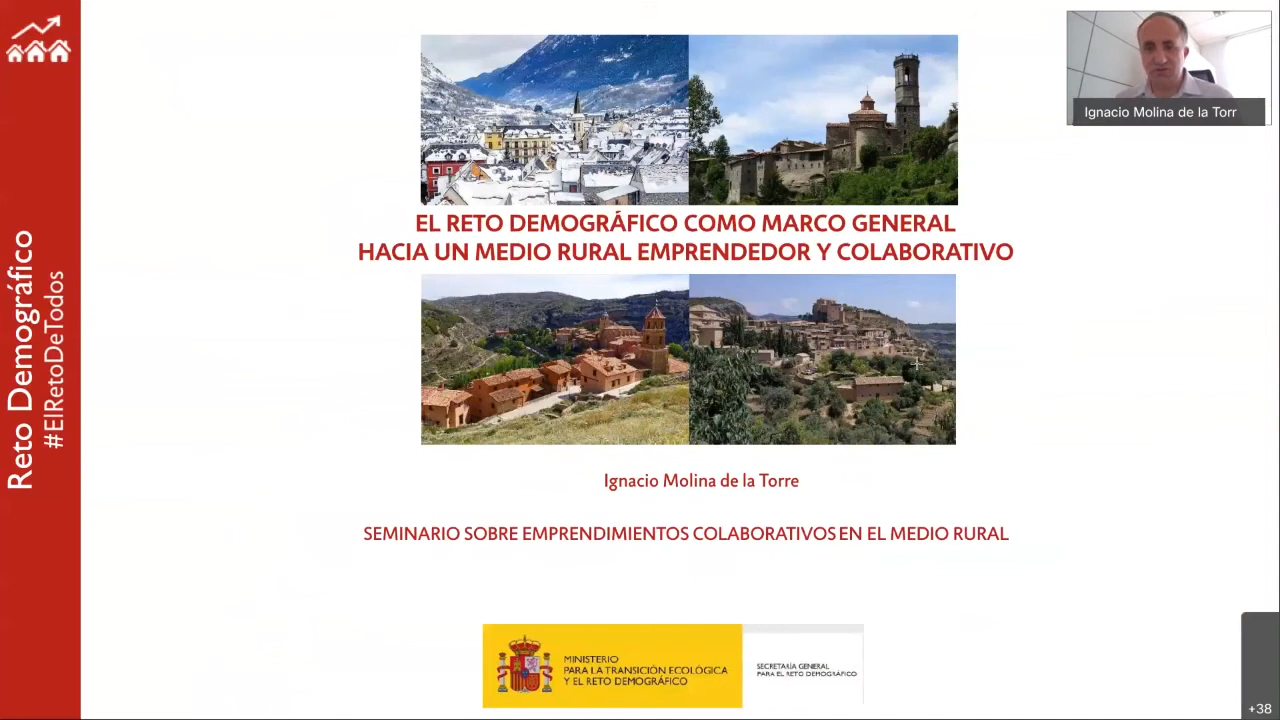 Reto Demográfico
#ElRetoDeTodos
Ignacio Molina de la Torr
EL RETO DEMOGRÁFICO COMO MARCO GENERAL
HACIA UN MEDIO RURAL EMPRENDEDOR Y COLABORATIVO
Ignacio Molina de la Torre
SEMINARIO SOBRE EMPRENDIMIENTOS COLABORATIVOS EN EL MEDIO RURAL
MINISTERIO
PARA LA TRANSICIÓN ECOLÓGICA
Y EL RETO DEMOGRÁFICO
SECRETARÍA GENERAL
PARA EL RETO DEMOGRÁFICO
+38